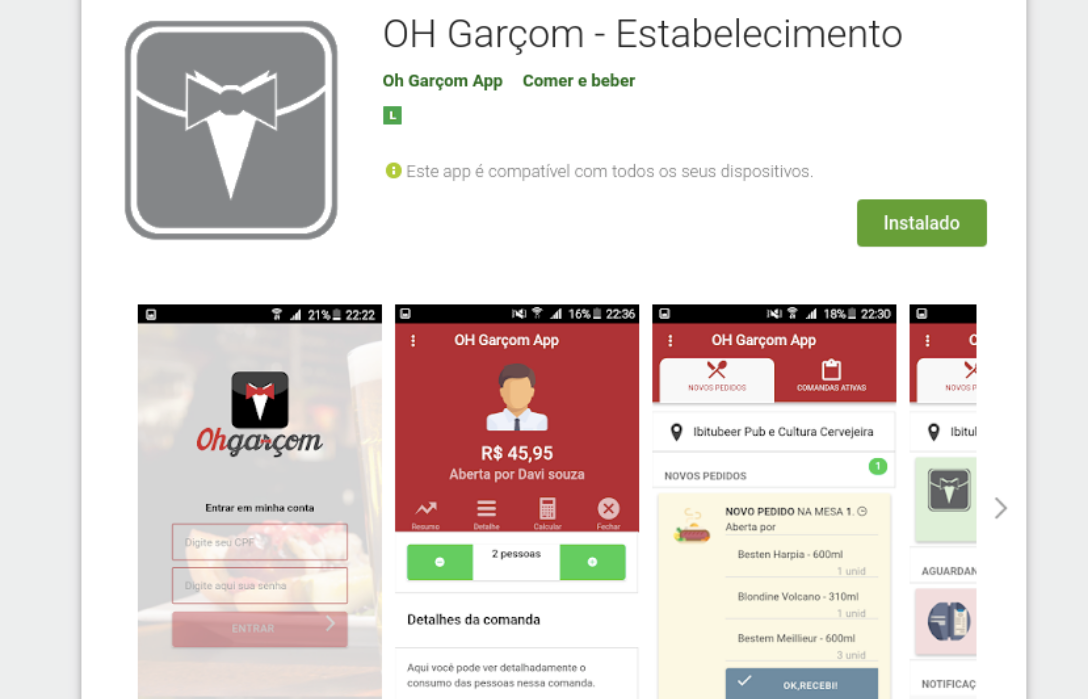 OH Garçom - Estabelecimento
Oh Garçom App Comer e beber
L
Este app é compatível com todos os seus dispositivos.
Instalado
21% 22:22
Ohgarçom
Entrar em minha conta
Digite seu CPF
Digite aqui sua senha
ENTRAR
16% 22:36
OH Garçom App
R$ 45,95
Aberta por Davi souza
Resumo Detalhe Calcular Fechar
2 pessoas
Detalhes da comanda
Aqui você pode ver detalhadamente o
consumo das pessoas nessa comanda.
18% 22:30
OH Garçom App
NOVOS PEDIDOS COMANDAS ATIVAS
Ibitubeer Pub e Cultura Cervejeira
NOVOS PEDIDOS
1
NOVO PEDIDO NA MESA 1.
Aberta por
Besten Harpia - 600ml
1 unid
Blondine Volcano - 310ml
1 unid
Bestem Meillieur - 600ml
3 unid
OK,RECEBI!
NOVOS P
Ibitul
AGUARDAN
NOTIFICAÇ